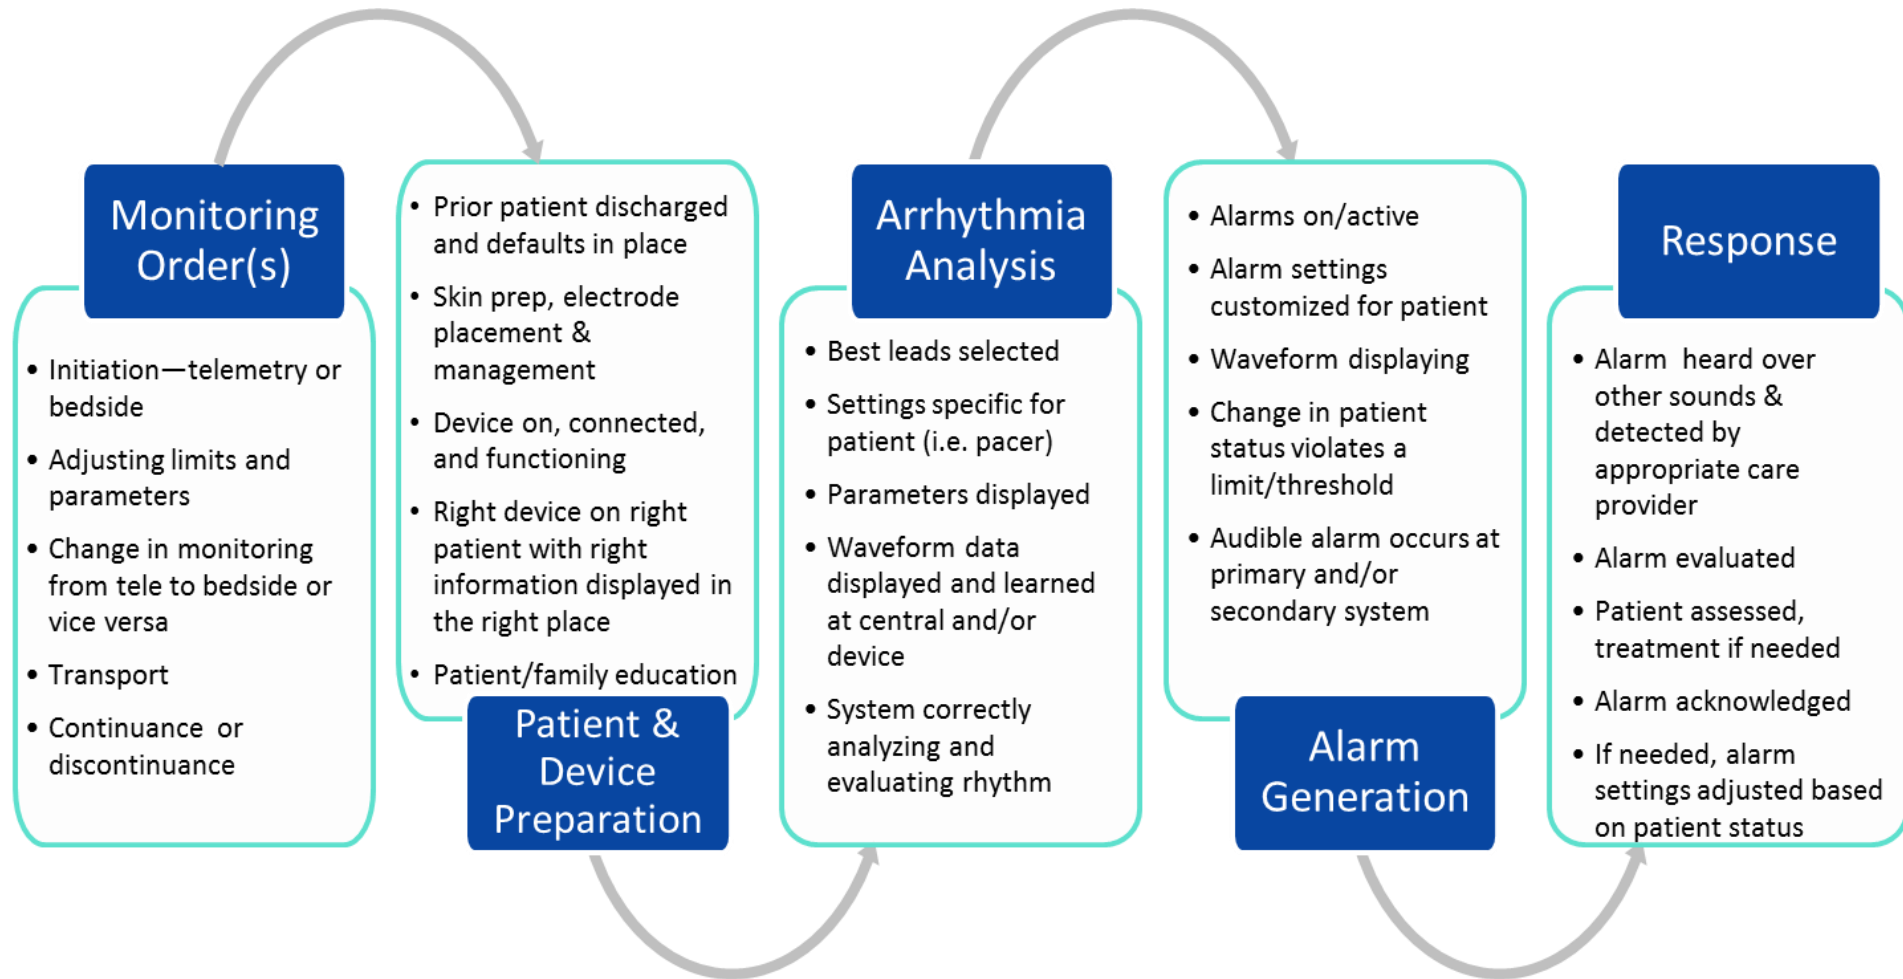 Monitoring
Order(s)
• Initiation—telemetry or
bedside
• Adjusting limits and
parameters
• Change in monitoring
from tele to bedside or
vice versa
• Transport
• Continuance or
discontinuance
• Prior patient discharged
and defaults in place
• Skin prep, electrode
placement &
management
• Device on, connected,
and functioning
• Right device on right
patient with right
information displayed in
the right place
• Patient/family education
Patient &
Device
Preparation
Arrhythmia
Analysis
• Best leads selected
• Settings specific for
patient (i.e. pacer)
• Parameters displayed
• Waveform data
displayed and learned
at central and/or
device
• System correctly
analyzing and
evaluating rhythm
• Alarms on/active
• Alarm settings
customized for patient
• Waveform displaying
• Change in patient
status violates a
limit/threshold
• Audible alarm occurs at
primary and/or
secondary system
Alarm
Generation
Response
• Alarm heard over
other sounds &
detected by
appropriate care
provider
• Alarm evaluated
• Patient assessed,
treatment if needed
• Alarm acknowledged
• If needed, alarm
settings adjusted based
on patient status